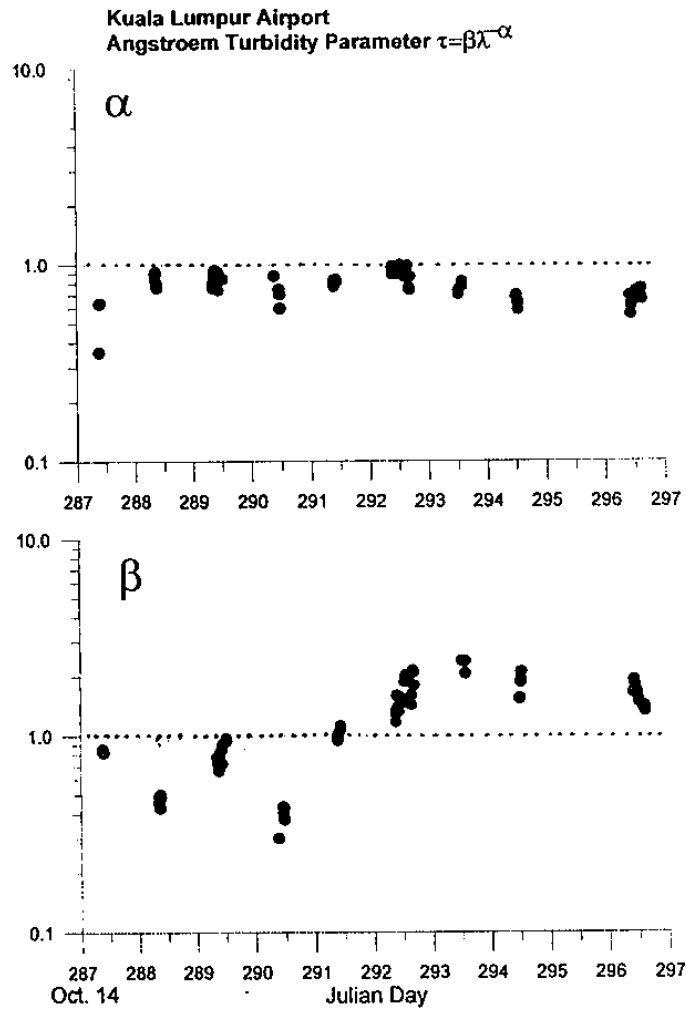 Kuala Lumpur Airport
Angstroem Turbidity Parameter τ=βλ^-α
10.0
α
1.0
0.1
287 288 289 290 291 292 293 294 295 296 297
10.0
β
1.0
0.1
287 288 289 290 291 292 293 294 295 296 297
Oct. 14 Julian Day